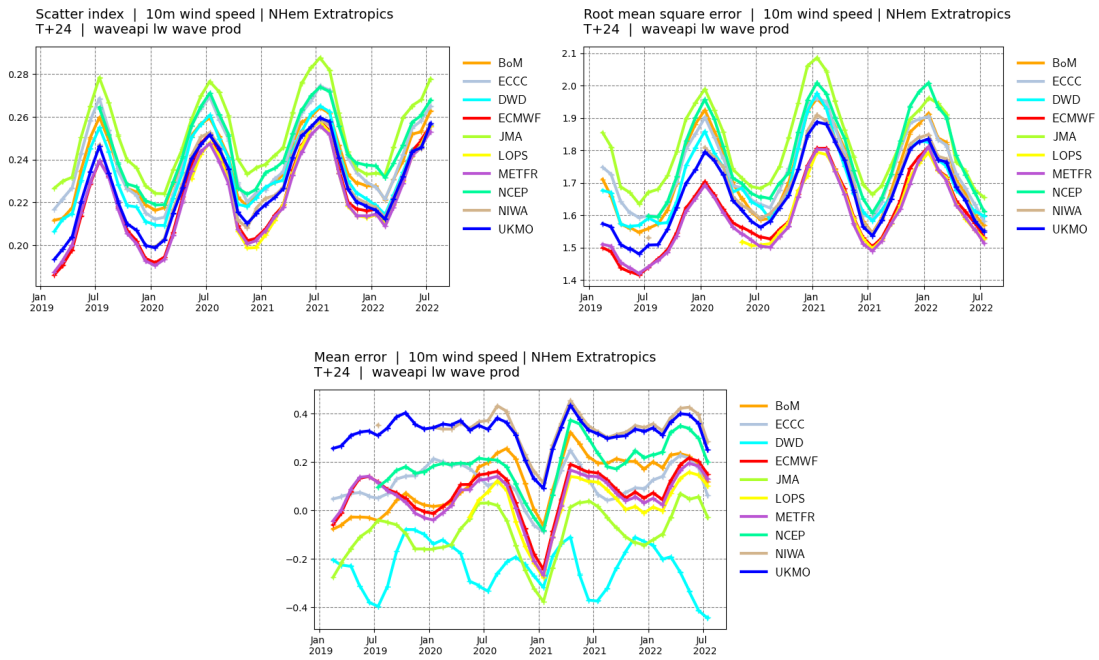 Scatter index | 10m wind speed | NHem Extratropics
T+24 | waveapi lw wave prod
0.28
0.26
0.24
0.22
0.20
Jan 2019
Jul 2019
Jan 2020
Jul 2020
Jan 2021
Jul 2021
Jan 2022
Jul 2022
BoM
ECCC
DWD
ECMWF
JMA
LOPS
METFR
NCEP
NIWA
UKMO
Root mean square error | 10m wind speed | NHem Extratropics
T+24 | waveapi lw wave prod
2.1
2.0
1.9
1.8
1.7
1.6
1.5
1.4
Jan 2019
Jul 2019
Jan 2020
Jul 2020
Jan 2021
Jul 2021
Jan 2022
Jul 2022
BoM
ECCC
DWD
ECMWF
JMA
LOPS
METFR
NCEP
NIWA
UKMO
Mean error | 10m wind speed | NHem Extratropics
T+24 | waveapi lw wave prod
0.4
0.2
0.0
−0.2
−0.4
Jan 2019
Jul 2019
Jan 2020
Jul 2020
Jan 2021
Jul 2021
Jan 2022
Jul 2022
BoM
ECCC
DWD
ECMWF
JMA
LOPS
METFR
NCEP
NIWA
UKMO